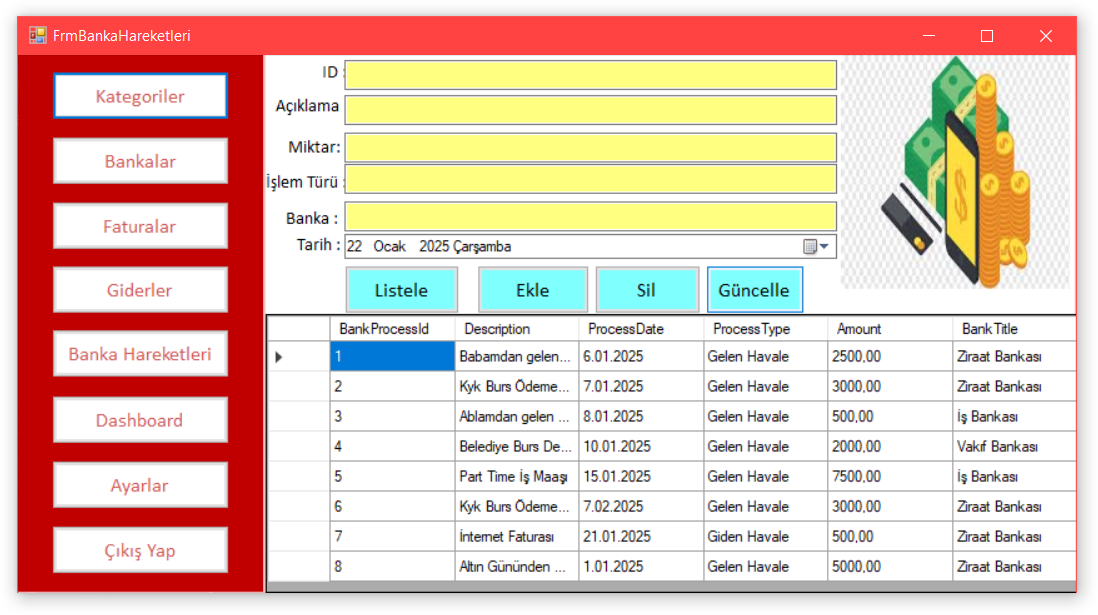 FrmBankaHareketleri
Kategoriler
Bankalar
Faturalar
Giderler
Banka Hareketleri
Dashboard
Ayarlar
Çıkış Yap
ID :
Açıklama
Miktar:
İşlem Türü :
Banka :
Tarih : 22 Ocak 2025 Çarşamba
Listele Ekle Sil Güncelle
BankProcessId Description ProcessDate ProcessType Amount BankTitle
1 Babamdan gelen... 6.01.2025 Gelen Havale 2500,00 Ziraat Bankası
2 Kyk Burs Ödeme... 7.01.2025 Gelen Havale 3000,00 Ziraat Bankası
3 Ablamdan gelen ... 8.01.2025 Gelen Havale 500,00 İş Bankası
4 Belediye Burs De... 10.01.2025 Gelen Havale 2000,00 Vakıf Bankası
5 Part Time İş Maaşı 15.01.2025 Gelen Havale 7500,00 İş Bankası
6 Kyk Burs Ödeme... 7.02.2025 Gelen Havale 3000,00 Ziraat Bankası
7 İnternet Faturası 21.01.2025 Giden Havale 500,00 Ziraat Bankası
8 Altın Gününden ... 1.01.2025 Gelen Havale 5000,00 Ziraat Bankası